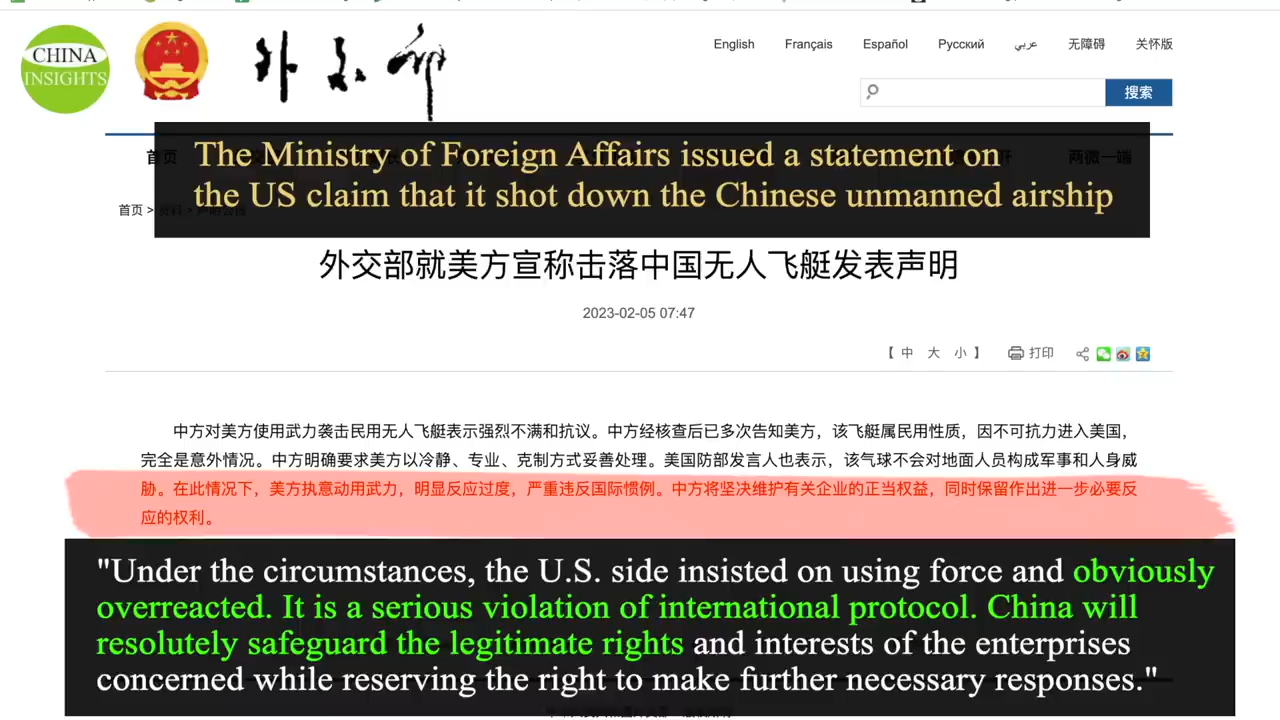 CHINA
INSIGHTS
外交部
English Français Español Русский عربي 无障碍 关怀版
搜索
首页 两微一端
The Ministry of Foreign Affairs issued a statement on
the US claim that it shot down the Chinese unmanned airship
首页 >
外交部就美方宣称击落中国无人飞艇发表声明
2023-02-05 07:47
【 中 大 小 】 打印
中方对美方使用武力袭击民用无人飞艇表示强烈不满和抗议。中方经核查后已多次告知美方，该飞艇属民用性质，因不可抗力进入美国，
完全是意外情况。中方明确要求美方以冷静、专业、克制方式妥善处理。美国防部发言人也表示，该气球不会对地面人员构成军事和人身威
胁。在此情况下，美方执意动用武力，明显反应过度，严重违反国际惯例。中方将坚决维护有关企业的正当权益，同时保留作出进一步必要反
应的权利。
"Under the circumstances, the U.S. side insisted on using force and obviously
overreacted. It is a serious violation of international protocol. China will
resolutely safeguard the legitimate rights and interests of the enterprises
concerned while reserving the right to make further necessary responses."